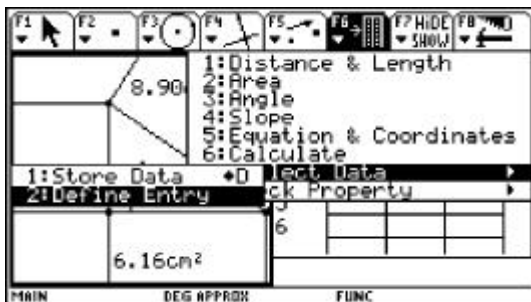 F1 F2 F3 F4 F5 F6 F7 HiDE SHOW F8
8.90
1:Distance & Length
2:Area
3:Angle
4:Slope
5:Equation & Coordinates
6:Calculate
lect Data
ck Property
1:Store Data ◆D
2:Define Entry
6
6.16cm²
MAIN DEG APPROX FUNC